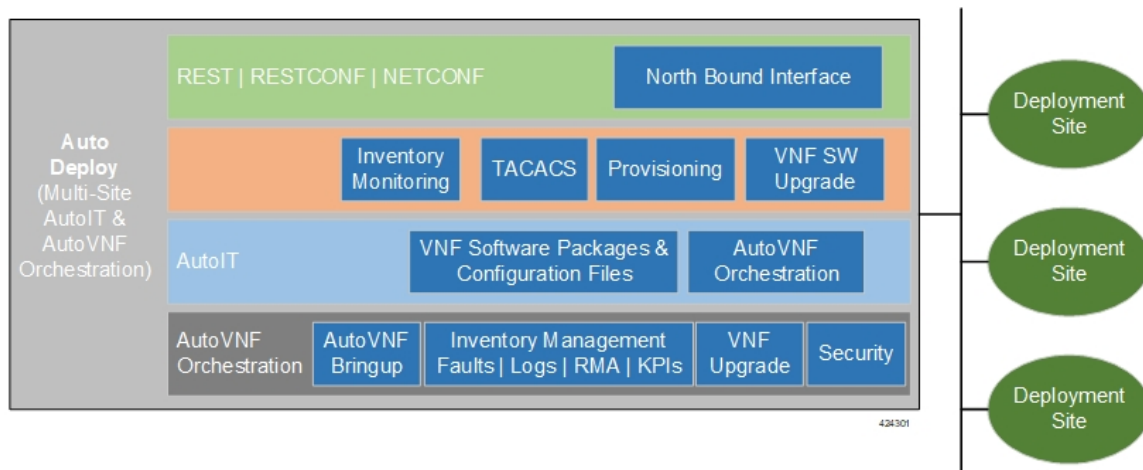 Auto
Deploy
(Multi-Site
AutoIT &
AutoVNF
Orchestration)
REST | RESTCONF | NETCONF
North Bound Interface
Inventory
Monitoring
TACACS
Provisioning
VNF SW
Upgrade
AutoIT
VNF Software Packages &
Configuration Files
AutoVNF
Orchestration
AutoVNF
Orchestration
AutoVNF
Bringup
Inventory Management
Faults | Logs | RMA | KPIs
VNF
Upgrade
Security
Deployment
Site
Deployment
Site
Deployment
Site
424301